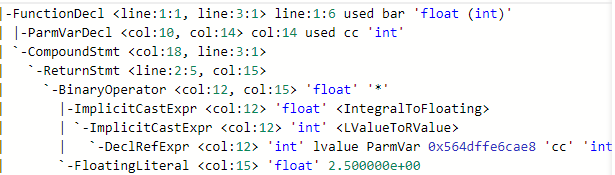 -FunctionDecl <line:1:1, line:3:1> line:1:6 used bar 'float (int)'
|-ParmVarDecl <col:10, col:14> col:14 used cc 'int'
`-CompoundStmt <col:18, line:3:1>
`-ReturnStmt <line:2:5, col:15>
`-BinaryOperator <col:12, col:15> 'float' '*'
|-ImplicitCastExpr <col:12> 'float' <IntegralToFloating>
| `-ImplicitCastExpr <col:12> 'int' <LValueToRValue>
|   `-DeclRefExpr <col:12> 'int' lvalue ParmVar 0x564dffe6cae8 'cc' 'int
`-FloatingLiteral <col:15> 'float' 2.500000e+00